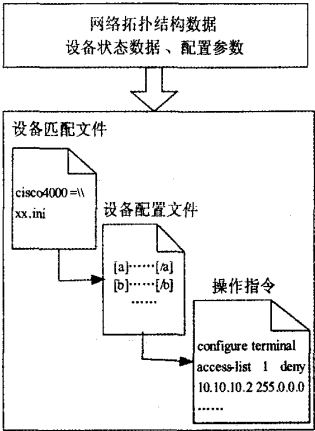 网络拓扑结构数据
设备状态数据、配置参数
设备匹配文件
cisco4000=\\
xx.ini
设备配置文件
[a]……[/a]
[b]……[/b]
……
操作指令
configure terminal
access-list 1 deny
10.10.10.2 255.0.0.0
……